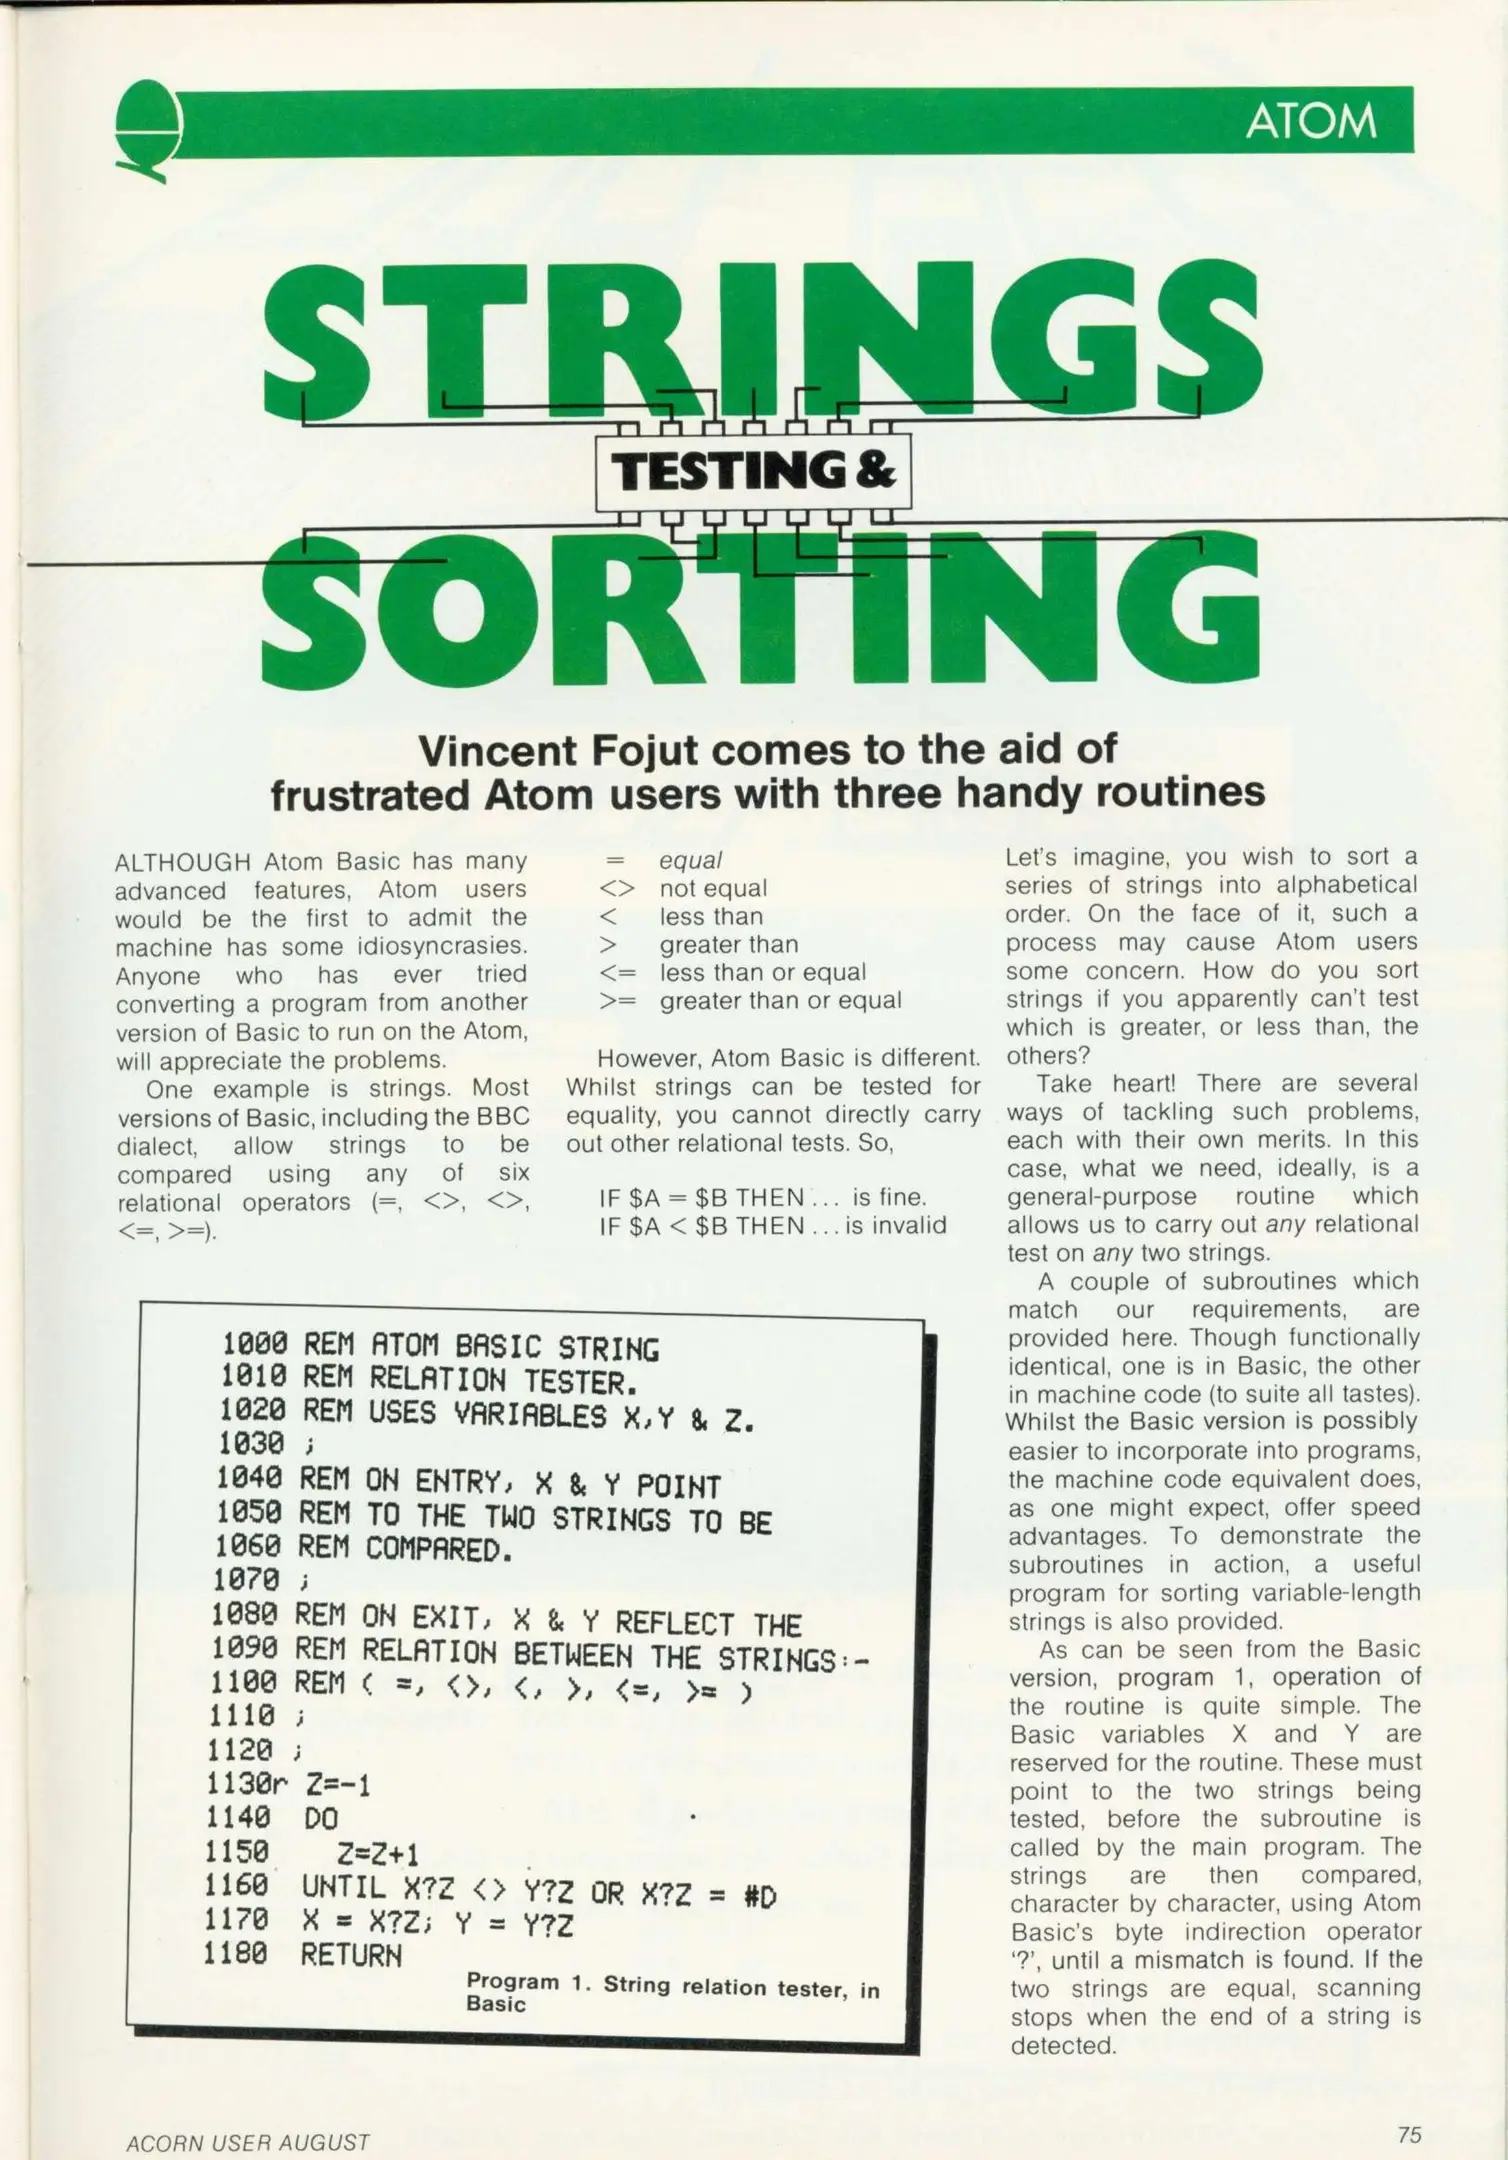 ATOM
STRINGS
TESTING &
SORTING
Vincent Fojut comes to the aid of
frustrated Atom users with three handy routines
ALTHOUGH Atom Basic has many
advanced features, Atom users
would be the first to admit the
machine has some idiosyncrasies.
Anyone who has ever tried
converting a program from another
version of Basic to run on the Atom,
will appreciate the problems.
One example is strings. Most
versions of Basic, including the BBC
dialect, allow strings to be
compared using any of six
relational operators (=, <>, <>,
<=, >=).
= equal
<> not equal
< less than
> greater than
<= less than or equal
>= greater than or equal
However, Atom Basic is different.
Whilst strings can be tested for
equality, you cannot directly carry
out other relational tests. So,
IF $A = $B THEN ... is fine.
IF $A < $B THEN ... is invalid
Let's imagine, you wish to sort a
series of strings into alphabetical
order. On the face of it, such a
process may cause Atom users
some concern. How do you sort
strings if you apparently can't test
which is greater, or less than, the
others?
Take heart! There are several
ways of tackling such problems,
each with their own merits. In this
case, what we need, ideally, is a
general-purpose routine which
allows us to carry out any relational
test on any two strings.
A couple of subroutines which
match our requirements, are
provided here. Though functionally
identical, one is in Basic, the other
in machine code (to suite all tastes).
Whilst the Basic version is possibly
easier to incorporate into programs,
the machine code equivalent does,
as one might expect, offer speed
advantages. To demonstrate the
subroutines in action, a useful
program for sorting variable-length
strings is also provided.
As can be seen from the Basic
version, program 1, operation of
the routine is quite simple. The
Basic variables X and Y are
reserved for the routine. These must
point to the two strings being
tested, before the subroutine is
called by the main program. The
strings are then compared,
character by character, using Atom
Basic's byte indirection operator
'?', until a mismatch is found. If the
two strings are equal, scanning
stops when the end of a string is
detected.
1000 REM ATOM BASIC STRING
1010 REM RELATION TESTER.
1020 REM USES VARIABLES X,Y & Z.
1030 ;
1040 REM ON ENTRY, X & Y POINT
1050 REM TO THE TWO STRINGS TO BE
1060 REM COMPARED.
1070 ;
1080 REM ON EXIT, X & Y REFLECT THE
1090 REM RELATION BETWEEN THE STRINGS:-
1100 REM ( =, <>, <, >, <=, >= )
1110 ;
1120 ;
1130r Z=-1
1140 DO
1150 Z=Z+1
1160 UNTIL X?Z <> Y?Z OR X?Z = #D
1170 X = X?Z; Y = Y?Z
1180 RETURN
Program 1. String relation tester, in
Basic
ACORN USER AUGUST
75